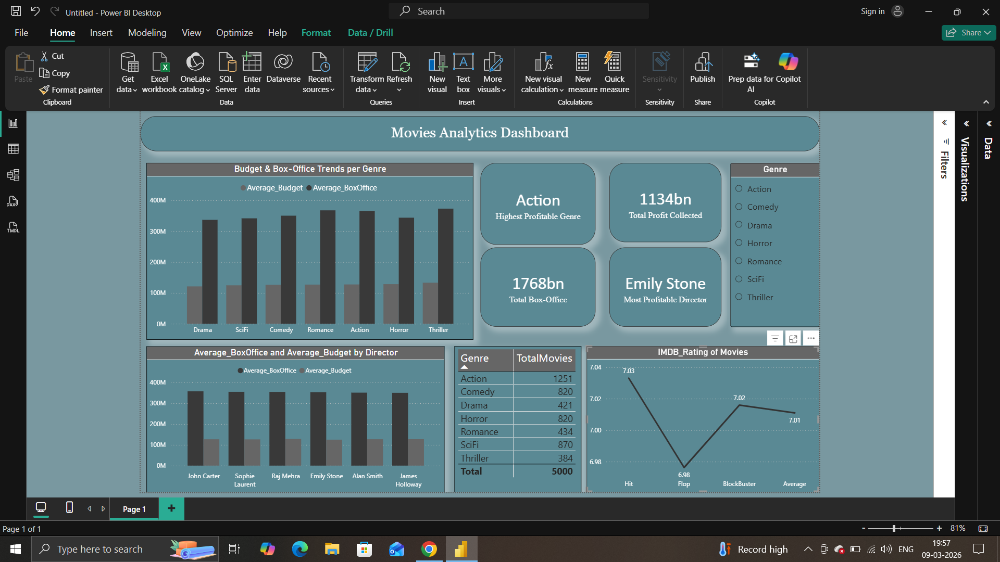 Untitled - Power BI Desktop
Search
Sign in
File Home Insert Modeling View Optimize Help Format Data / Drill
Share
Paste
Cut
Copy
Format painter
Clipboard
Get data
Excel workbook
OneLake catalog
SQL Server
Enter data
Dataverse
Recent sources
Data
Transform data
Refresh
Queries
New visual
Text box
More visuals
Insert
New visual calculation
New measure
Quick measure
Calculations
Sensitivity
Sensitivity
Publish
Share
Prep data for AI
Copilot
Copilot
DAX
TMDL
Movies Analytics Dashboard
Budget & Box-Office Trends per Genre
Average_Budget Average_BoxOffice
400M
300M
200M
100M
0M
Drama SciFi Comedy Romance Action Horror Thriller
Action
Highest Profitable Genre
1134bn
Total Profit Collected
1768bn
Total Box-Office
Emily Stone
Most Profitable Director
Genre
Action
Comedy
Drama
Horror
Romance
SciFi
Thriller
Filters
Visualizations
Data
Average_BoxOffice and Average_Budget by Director
Average_BoxOffice Average_Budget
400M
300M
200M
100M
0M
John Carter Sophie Laurent Raj Mehra Emily Stone Alan Smith James Holloway
Genre TotalMovies
Action 1251
Comedy 820
Drama 421
Horror 820
Romance 434
SciFi 870
Thriller 384
Total 5000
IMDB_Rating of Movies
7.04
7.02
7.00
6.98
7.03
6.98
7.02
7.01
Hit Flop BlockBuster Average
Page 1
Page 1 of 1
81%
Type here to search
Record high
ENG
19:57
09-03-2026